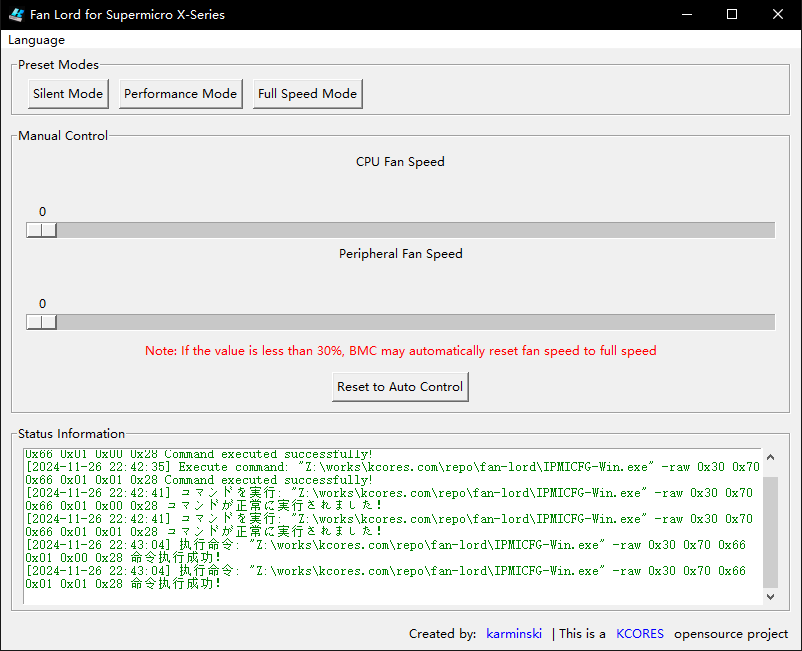 Fan Lord for Supermicro X-Series
Language
Preset Modes
Silent Mode Performance Mode Full Speed Mode
Manual Control
CPU Fan Speed
0
Peripheral Fan Speed
0
Note: If the value is less than 30%, BMC may automatically reset fan speed to full speed
Reset to Auto Control
Status Information
0x66 0x01 0x00 0x28 Command executed successfully!
[2024-11-26 22:42:35] Execute command: "Z:\works\kcores.com\repo\fan-lord\IPMICFG-Win.exe" -raw 0x30 0x70
0x66 0x01 0x01 0x28 Command executed successfully!
[2024-11-26 22:42:41] コマンドを実行: "Z:\works\kcores.com\repo\fan-lord\IPMICFG-Win.exe" -raw 0x30 0x70
0x66 0x01 0x00 0x28 コマンドが正常に実行されました!
[2024-11-26 22:42:41] コマンドを実行: "Z:\works\kcores.com\repo\fan-lord\IPMICFG-Win.exe" -raw 0x30 0x70
0x66 0x01 0x01 0x28 コマンドが正常に実行されました!
[2024-11-26 22:43:04] 执行命令: "Z:\works\kcores.com\repo\fan-lord\IPMICFG-Win.exe" -raw 0x30 0x70 0x66
0x01 0x00 0x28 命令执行成功!
[2024-11-26 22:43:04] 执行命令: "Z:\works\kcores.com\repo\fan-lord\IPMICFG-Win.exe" -raw 0x30 0x70 0x66
0x01 0x01 0x28 命令执行成功!
Created by: karminski | This is a KCORES opensource project